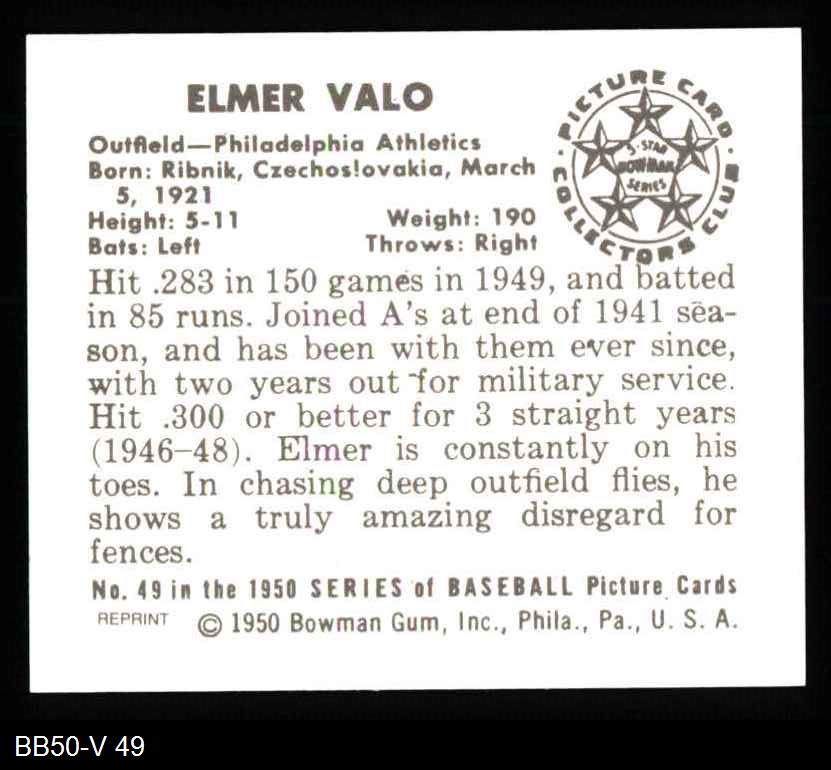 ELMER VALO
Outfield—Philadelphia Athletics
Born: Ribnik, Czechoslovakia, March
5, 1921
Height: 5-11 Weight: 190
Bats: Left Throws: Right
PICTURE CARD
COLLECTORS CLUB
5-STAR
BOWMAN
SERIES
Hit .283 in 150 games in 1949, and batted
in 85 runs. Joined A's at end of 1941 sea-
son, and has been with them ever since,
with two years out for military service.
Hit .300 or better for 3 straight years
(1946-48). Elmer is constantly on his
toes. In chasing deep outfield flies, he
shows a truly amazing disregard for
fences.
No. 49 in the 1950 SERIES of BASEBALL Picture Cards
REPRINT © 1950 Bowman Gum, Inc., Phila., Pa., U. S. A.
BB50-V 49